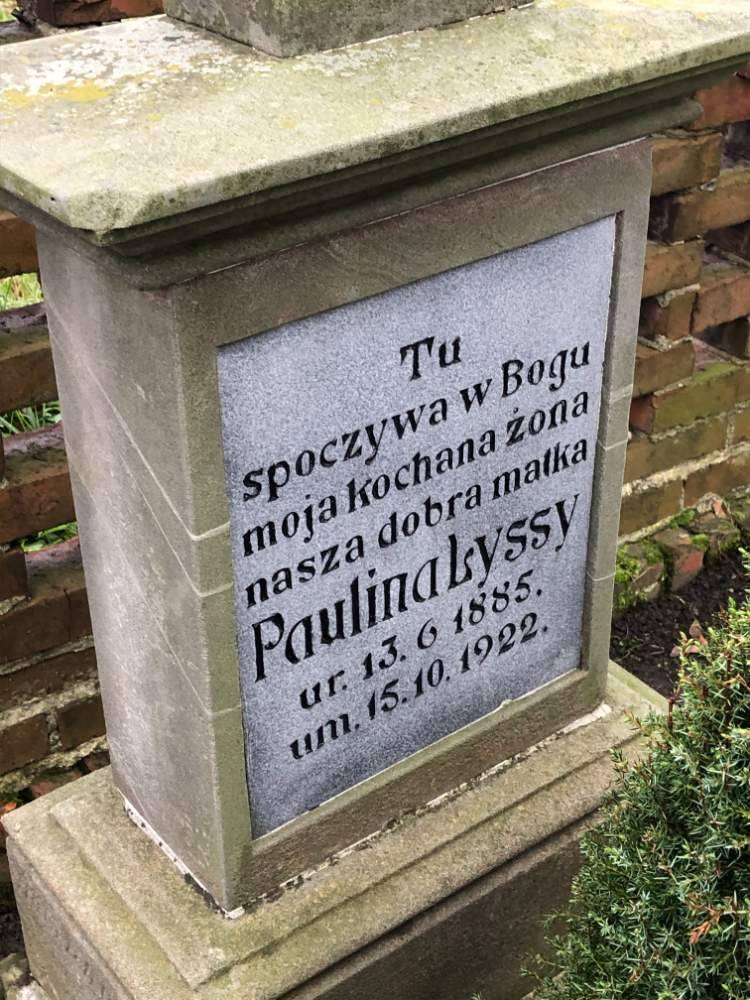 Tu
spoczywa w Bogu
moja kochana żona
nasza dobra matka
Paulina Łyssy
ur. 13. 6 1885.
um. 15.10. 1922.